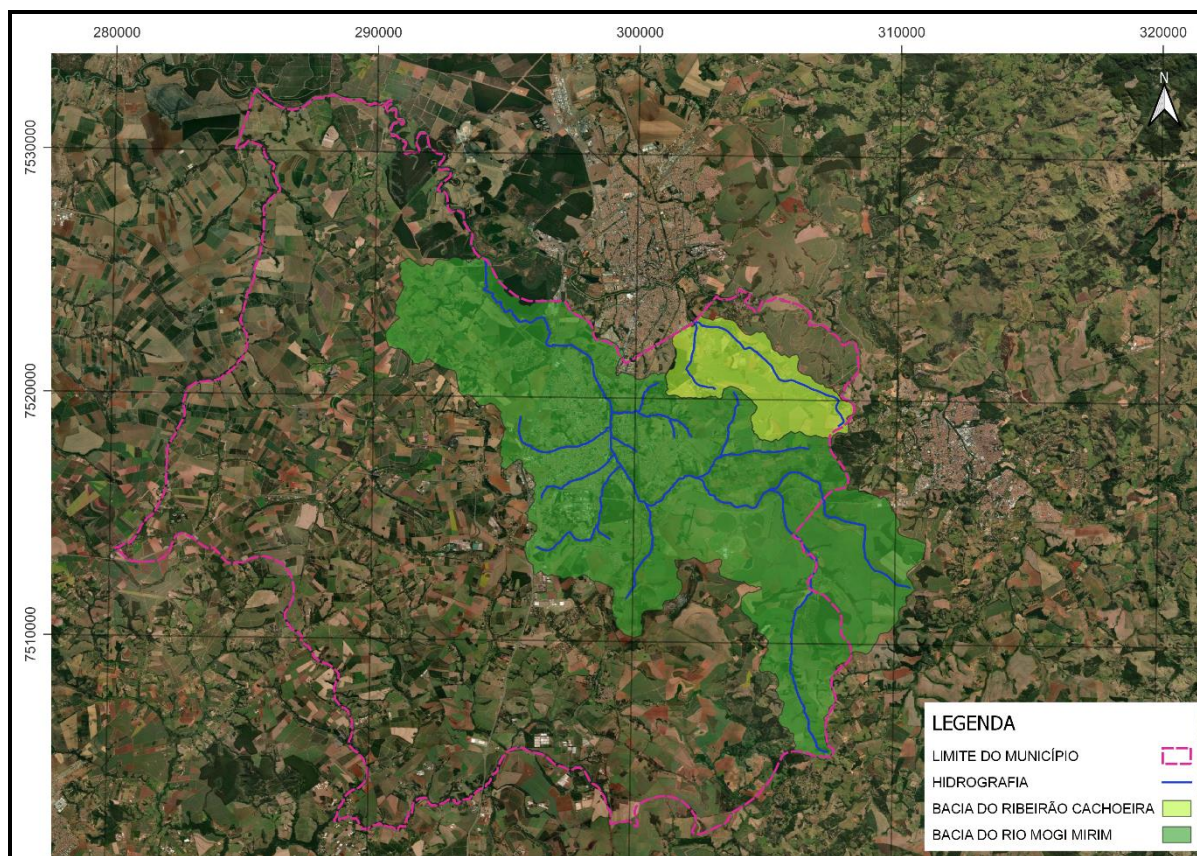 280000 290000 300000 310000 320000
N
7530000
7520000
7510000
LEGENDA
LIMITE DO MUNICÍPIO
HIDROGRAFIA
BACIA DO RIBEIRÃO CACHOEIRA
BACIA DO RIO MOGI MIRIM